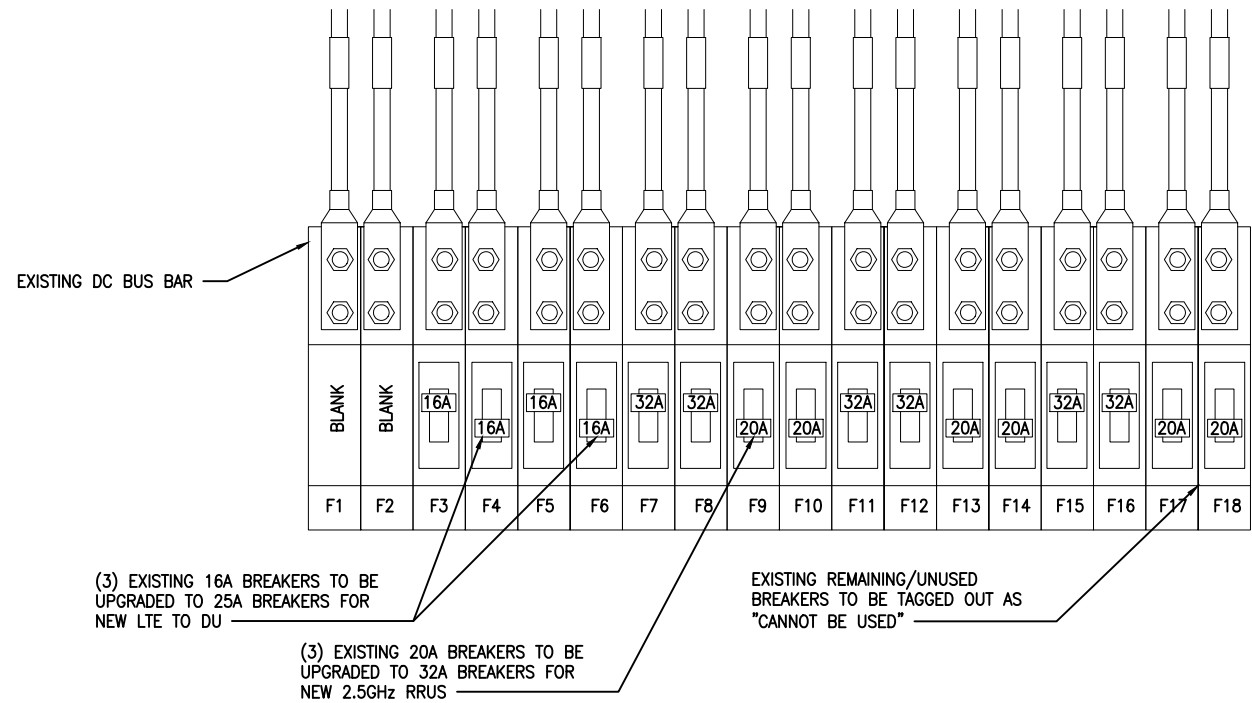 EXISTING DC BUS BAR
BLANK BLANK
16A 16A 32A 32A 32A 32A 32A 32A
16A 16A 20A 20A 20A 20A 20A 20A
F1 F2 F3 F4 F5 F6 F7 F8 F9 F10 F11 F12 F13 F14 F15 F16 F17 F18
(3) EXISTING 16A BREAKERS TO BE
UPGRADED TO 25A BREAKERS FOR
NEW LTE TO DU
(3) EXISTING 20A BREAKERS TO BE
UPGRADED TO 32A BREAKERS FOR
NEW 2.5GHz RRUS
EXISTING REMAINING/UNUSED
BREAKERS TO BE TAGGED OUT AS
"CANNOT BE USED"